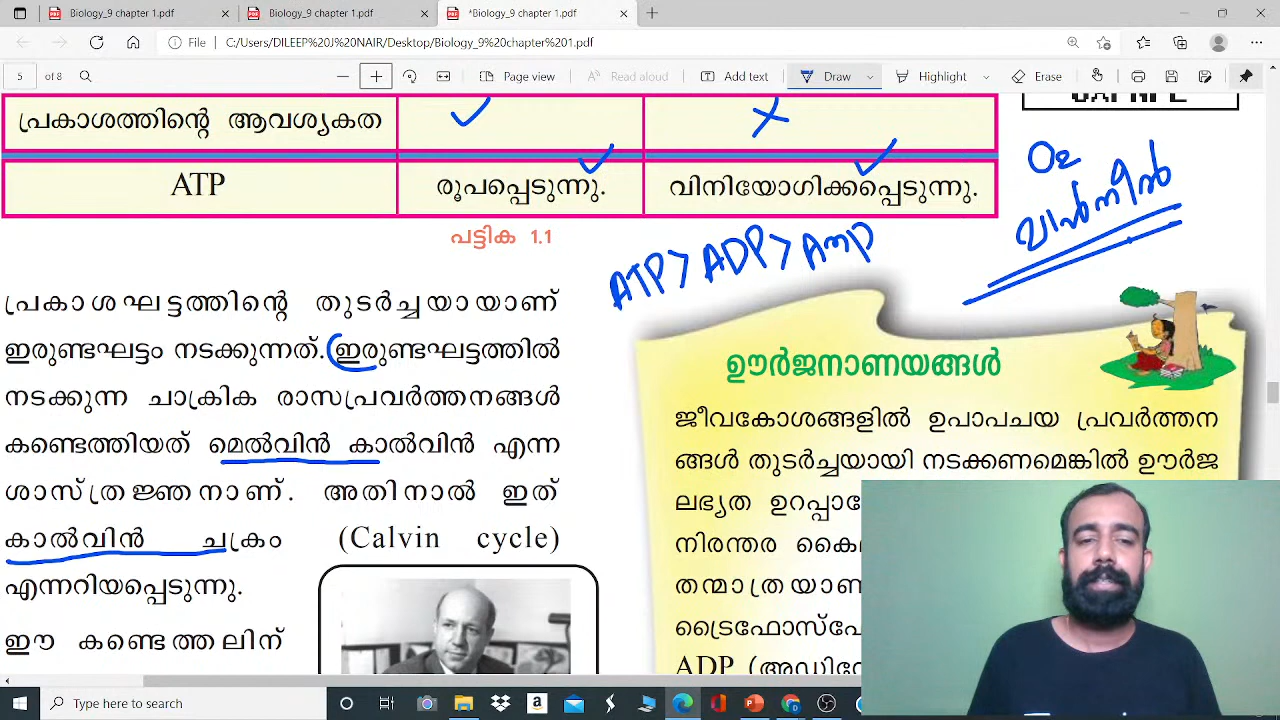 Biology_9 chapter 1.pdf
Biology_9 chapter 1.pdf
*Biology_9 chapter 1.pdf
File
C:/Users/DILEEP%20J%20NAIR/Desktop/Biology_9%20chapter%201.pdf
5 of 8
Page view
Read aloud
Add text
Draw
Highlight
Erase
പ്രകാശത്തിന്റെ ആവശ്യകത
ATP രൂപപ്പെടുന്നു. വിനിയോഗിക്കപ്പെടുന്നു.
പട്ടിക 1.1
O2
വാൻനീൽ
ATP > ADP > AMP
പ്രകാശഘട്ടത്തിന്റെ തുടർച്ചയായാണ്
ഇരുണ്ടഘട്ടം നടക്കുന്നത്. ഇരുണ്ടഘട്ടത്തിൽ
നടക്കുന്ന ചാക്രിക രാസപ്രവർത്തനങ്ങൾ
കണ്ടെത്തിയത് മെൽവിൻ കാൽവിൻ എന്ന
ശാസ്ത്രജ്ഞനാണ്. അതിനാൽ ഇത്
കാൽവിൻ ചക്രം (Calvin cycle)
എന്നറിയപ്പെടുന്നു.
ഈ കണ്ടെത്തലിന്
ഊർജനാണയങ്ങൾ
ജീവകോശങ്ങളിൽ ഉപാപചയ പ്രവർത്തന
ങ്ങൾ തുടർച്ചയായി നടക്കണമെങ്കിൽ ഊർജ
ലഭ്യത
നിരന്തര
ADP
Type here to search